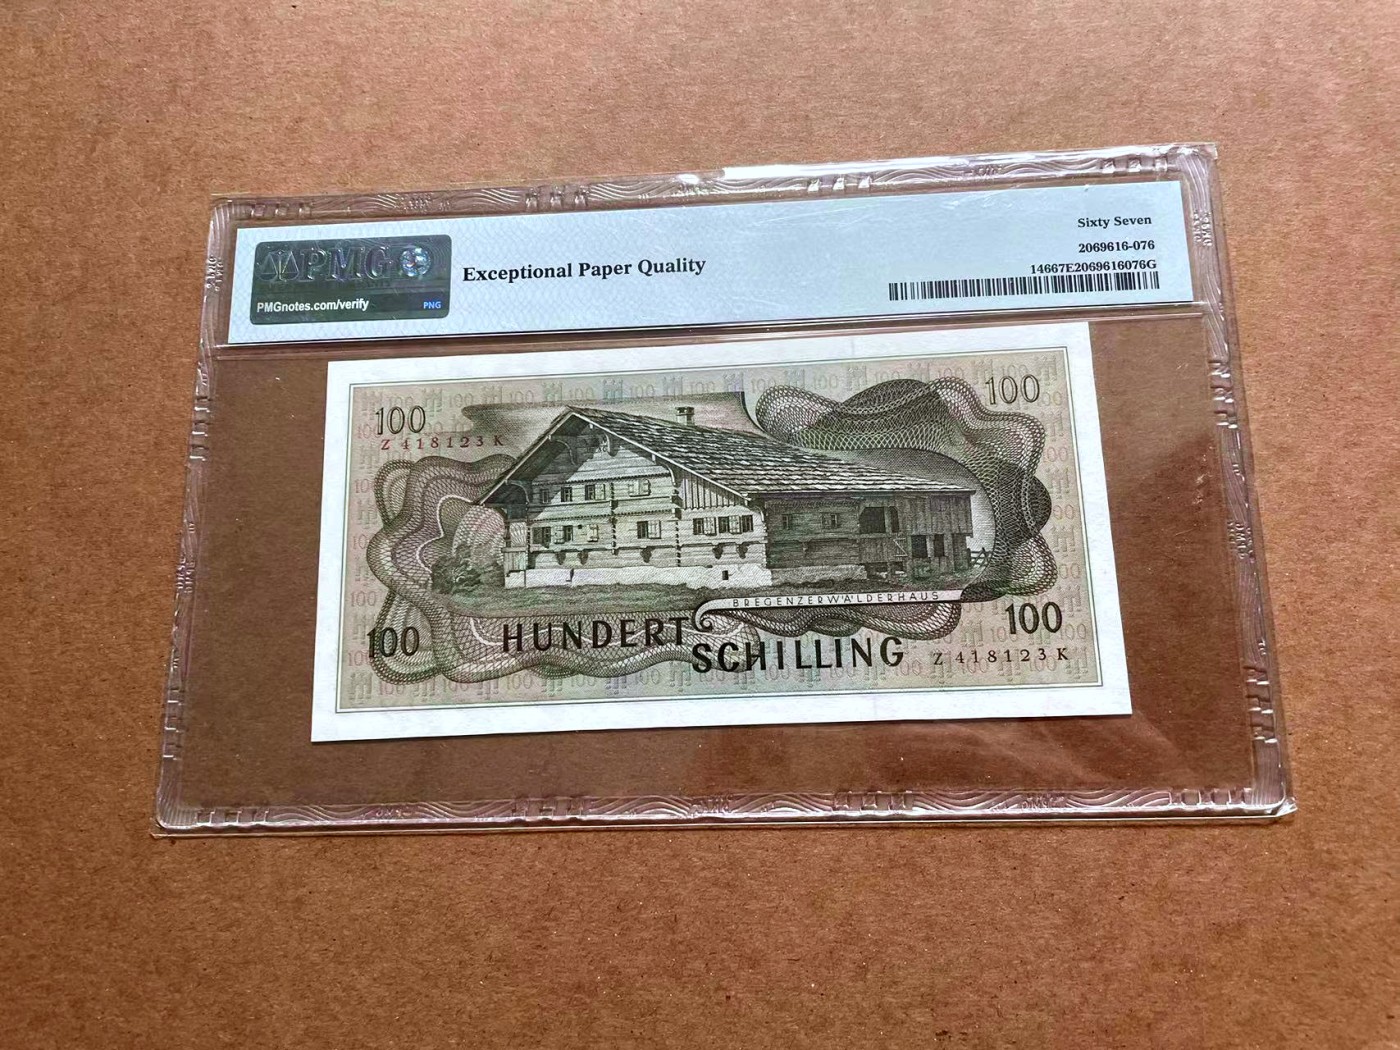 PMG
PMGnotes.com/verify
PNG
Exceptional Paper Quality
Sixty Seven
2069616-076
14667E2069616076G
100
100
Z 418123 K
BREGENZERWÄLDERHAUS
100
100
HUNDERT
SCHILLING
Z 418123 K